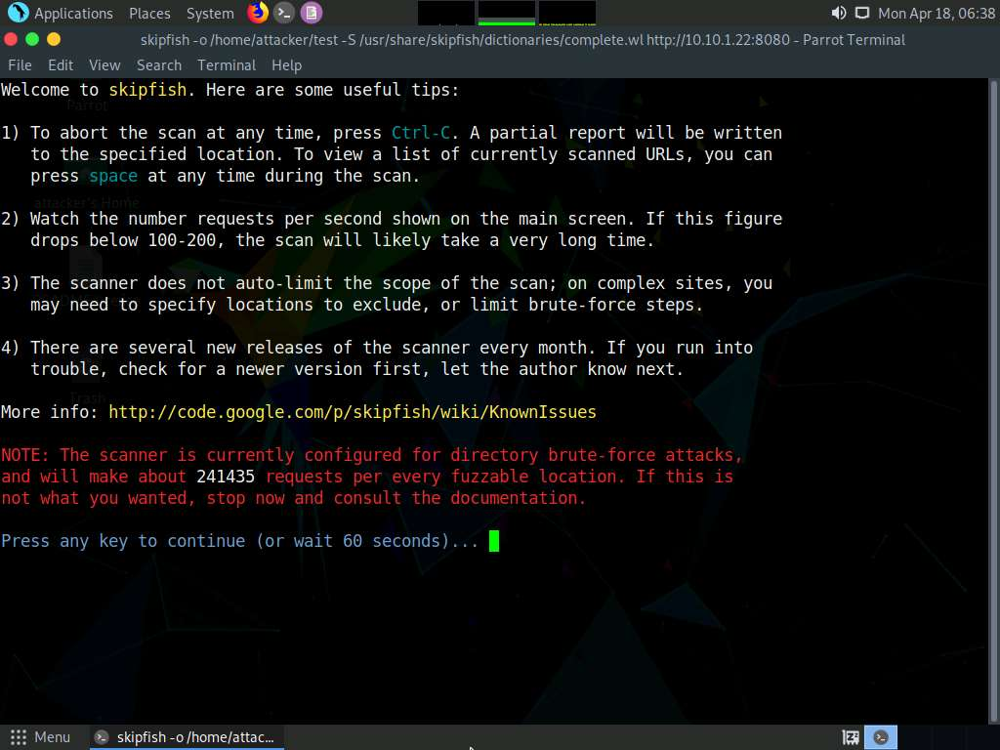 Applications Places System
Mon Apr 18, 06:38
skipfish -o /home/attacker/test -S /usr/share/skipfish/dictionaries/complete.wl http://10.10.1.22:8080 - Parrot Terminal
File Edit View Search Terminal Help
Welcome to skipfish. Here are some useful tips:
Parrot
1) To abort the scan at any time, press Ctrl-C. A partial report will be written
to the specified location. To view a list of currently scanned URLs, you can
press space at any time during the scan.
attacker's Home
2) Watch the number requests per second shown on the main screen. If this figure
drops below 100-200, the scan will likely take a very long time.
3) The scanner does not auto-limit the scope of the scan; on complex sites, you
may need to specify locations to exclude, or limit brute-force steps.
4) There are several new releases of the scanner every month. If you run into
trouble, check for a newer version first, let the author know next.
Trash
More info: http://code.google.com/p/skipfish/wiki/KnownIssues
NOTE: The scanner is currently configured for directory brute-force attacks,
and will make about 241435 requests per every fuzzable location. If this is
not what you wanted, stop now and consult the documentation.
Press any key to continue (or wait 60 seconds)...
Menu
skipfish -o /home/attac...